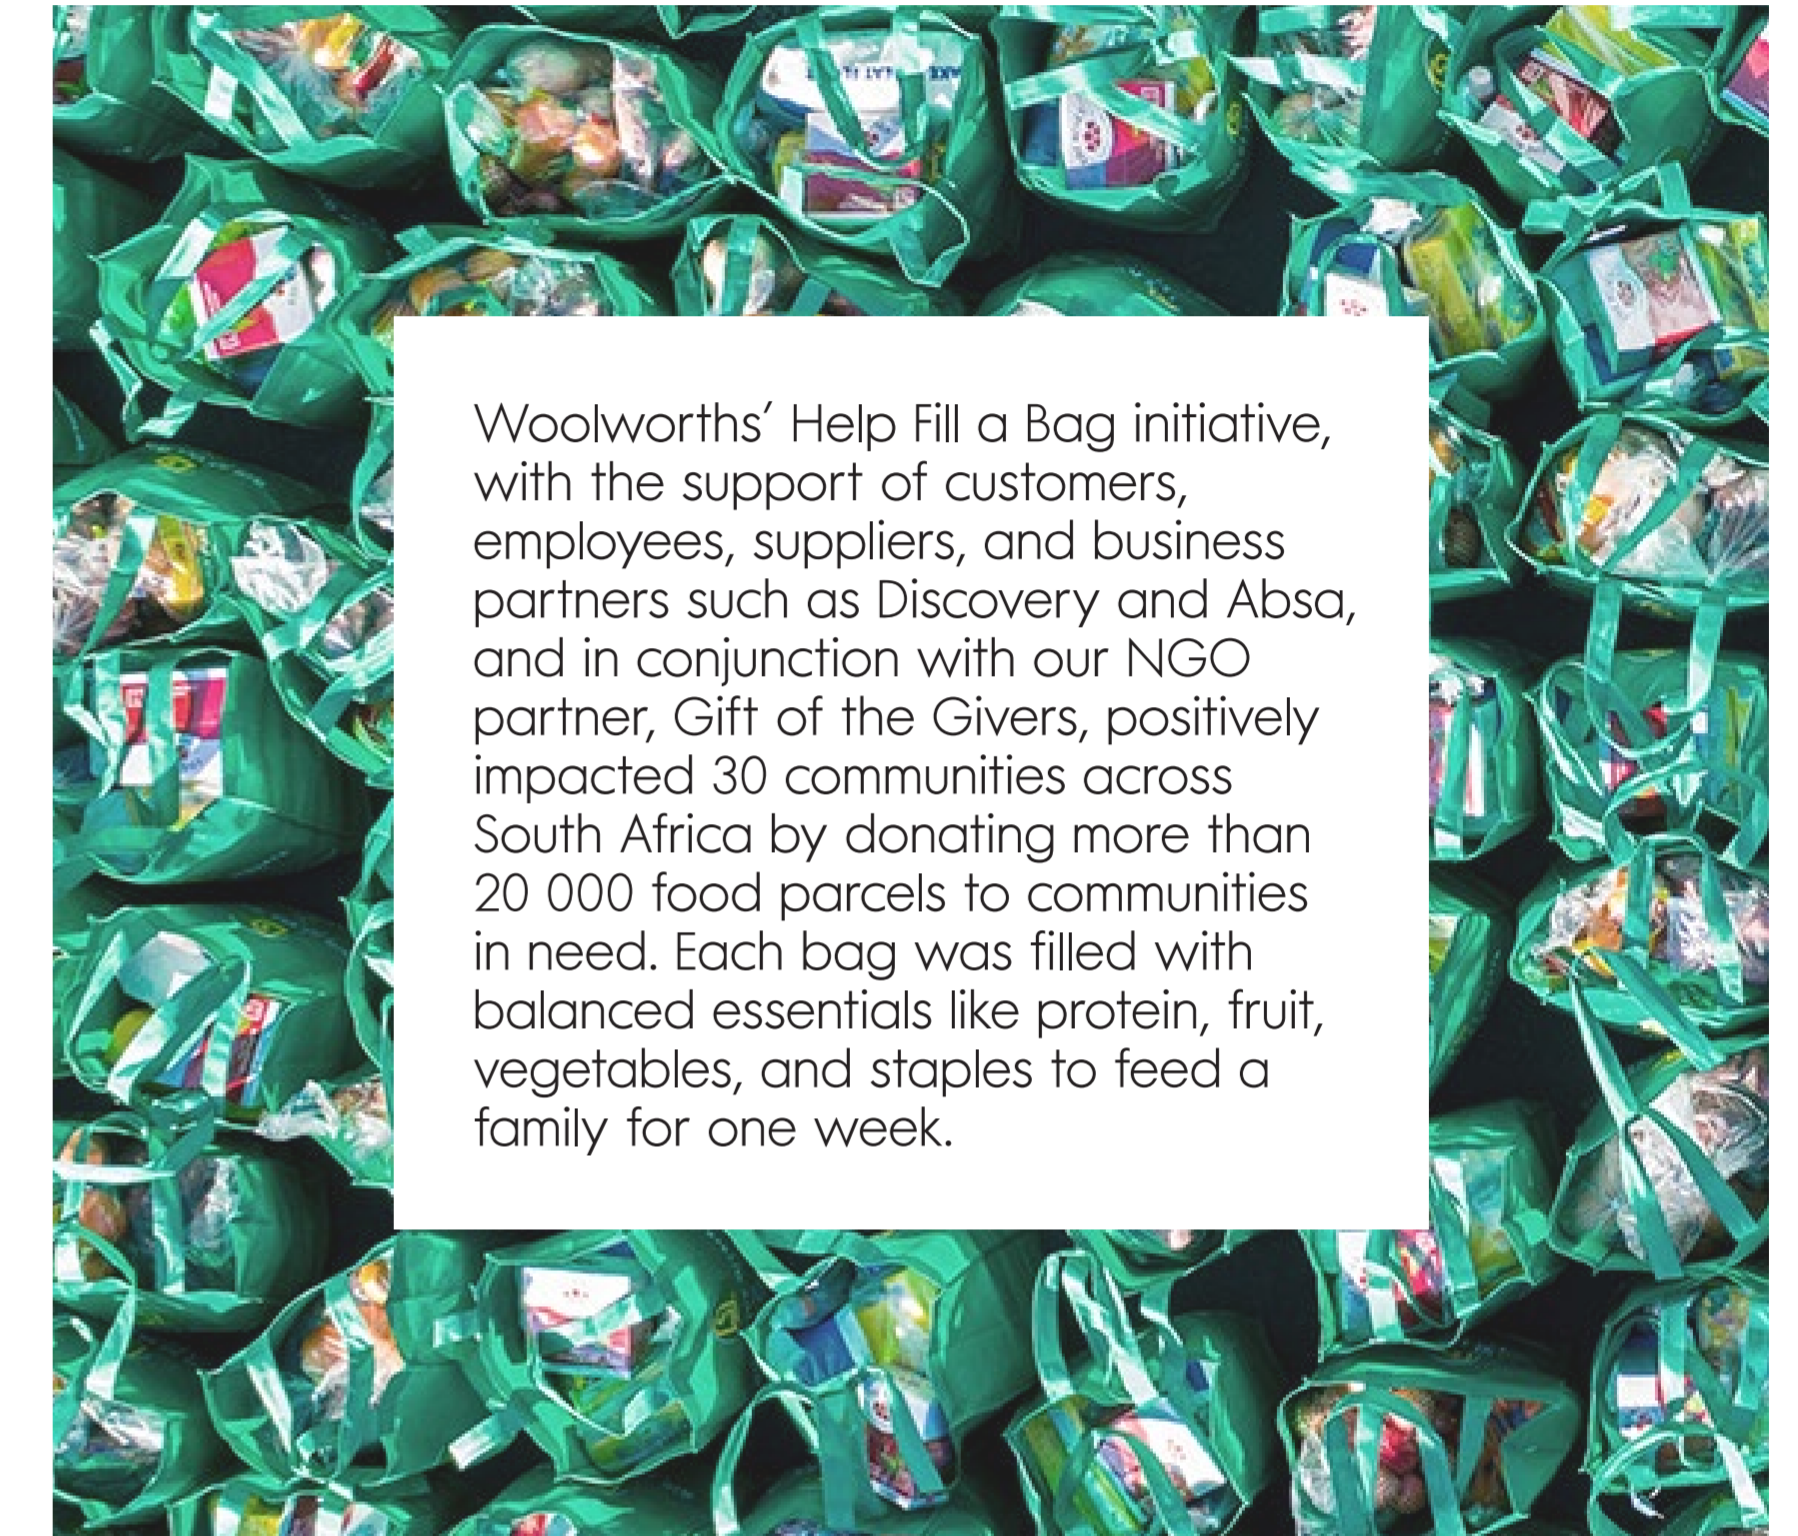 Woolworths’ Help Fill a Bag initiative,
with the support of customers,
employees, suppliers, and business
partners such as Discovery and Absa,
and in conjunction with our NGO
partner, Gift of the Givers, positively
impacted 30 communities across
South Africa by donating more than
20 000 food parcels to communities
in need. Each bag was filled with
balanced essentials like protein, fruit,
vegetables, and staples to feed a
family for one week.